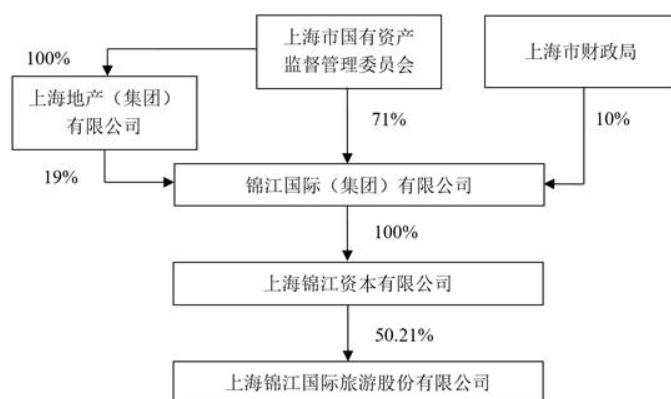 上海市国有资产
监督管理委员会
上海市财政局
100%
上海地产（集团）
有限公司
71%
10%
19%
锦江国际（集团）有限公司
100%
上海锦江资本有限公司
50.21%
上海锦江国际旅游股份有限公司